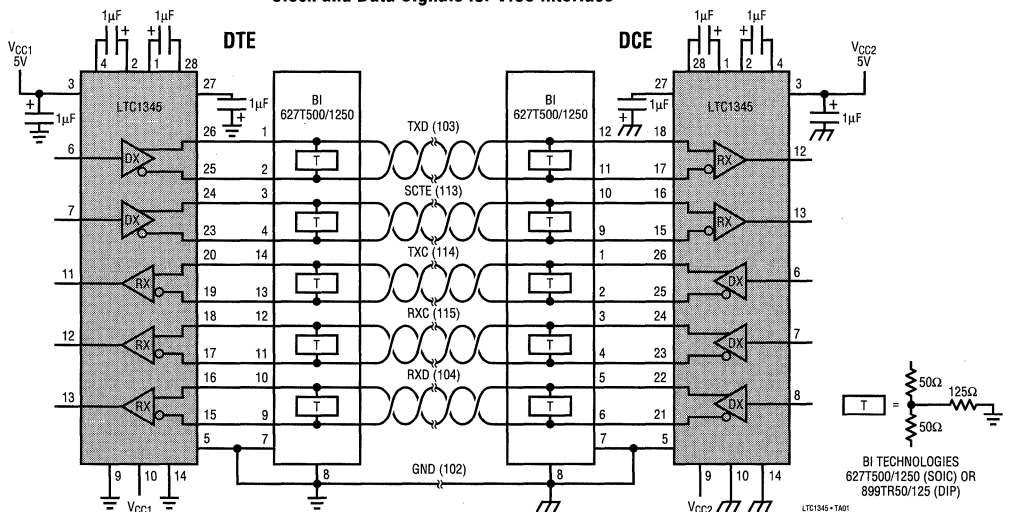 Clock and Data Signals for V.35 Interface
1µF 1µF 1µF 1µF
DTE DCE
VCC1
5V
VCC2
5V
4 2 1 28
28 1 2 4
3 27 27 3
LTC1345
BI
627T500/1250
BI
627T500/1250
LTC1345
1µF 1µF 1µF 1µF
TXD (103)
6 DX 26 1 T T 12 18 RX 12
25 2 11 17
SCTE (113)
7 DX 24 3 T T 10 16 RX 13
23 4 9 15
TXC (114)
11 RX 20 14 T T 1 26 DX 6
19 13 2 25
RXC (115)
12 RX 18 12 T T 3 24 DX 7
17 11 4 23
RXD (104)
13 RX 16 10 T T 5 22 DX 8
15 9 6 21
5 7 7 5
GND (102)
9 10 14 8 8 9 10 14
VCC1 VCC2
T = 50Ω 125Ω
50Ω
BI TECHNOLOGIES
627T500/1250 (SOIC) OR
899TR50/125 (DIP)
LTC1345 • TA01